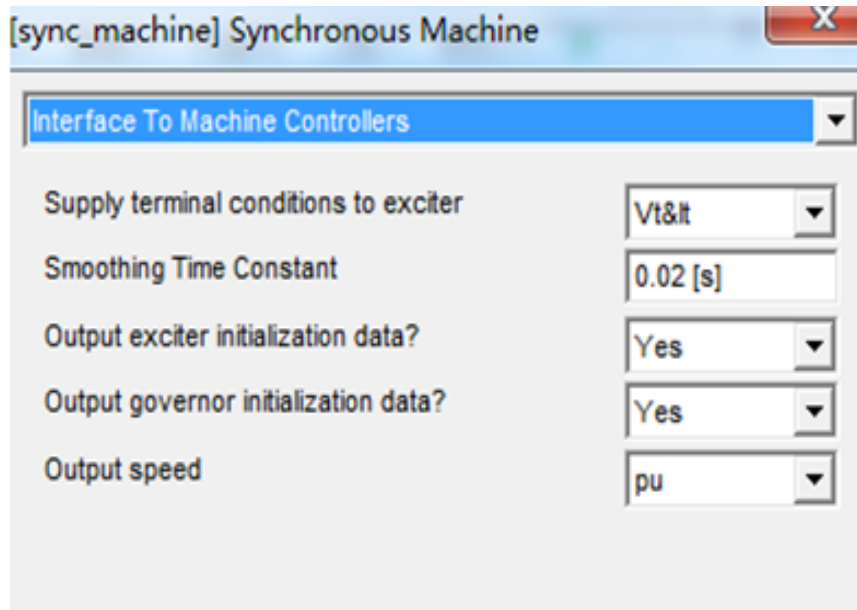 [sync_machine] Synchronous Machine
Interface To Machine Controllers
Supply terminal conditions to exciter Vt&It
Smoothing Time Constant 0.02 [s]
Output exciter initialization data? Yes
Output governor initialization data? Yes
Output speed pu